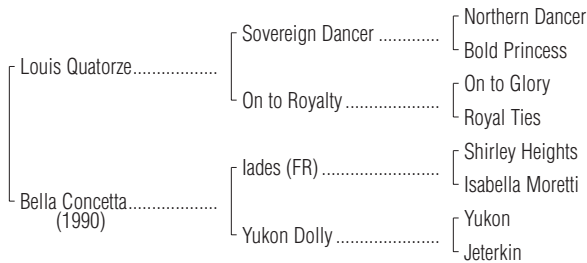 Northern Dancer
Sovereign Dancer ............
Bold Princess
Louis Quatorze..................
On to Glory
On to Royalty ....................
Royal Ties
Shirley Heights
Iades (FR) .........................
Isabella Moretti
Bella Concetta...................
(1990)
Yukon
Yukon Dolly ......................
Jeterkin